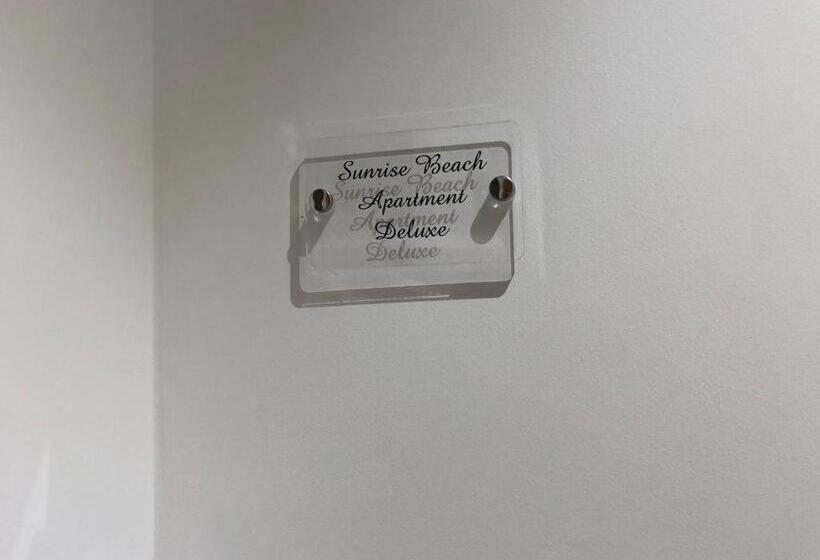 Sunrise Beach
Apartment
Deluxe